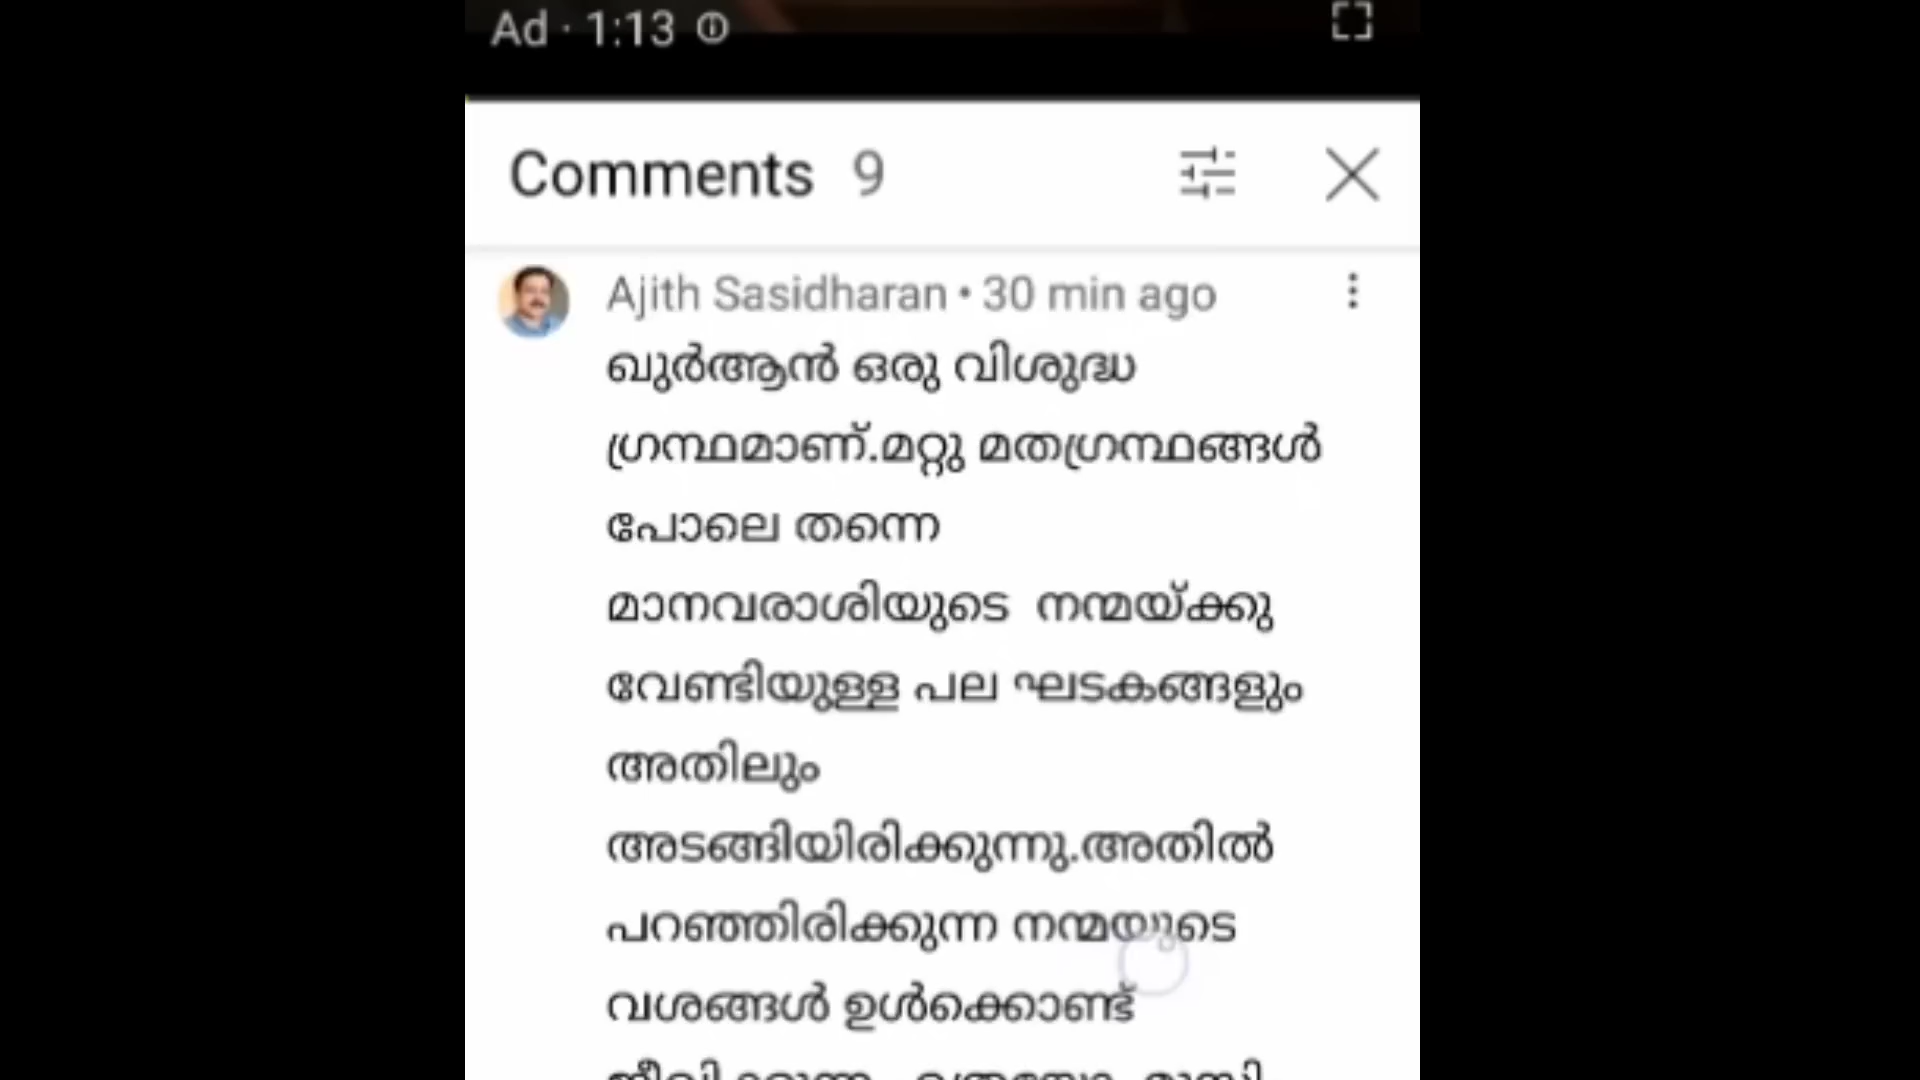 Ad · 1:13
Comments 9
Ajith Sasidharan • 30 min ago
ഖുർആൻ ഒരു വിശുദ്ധ
ഗ്രന്ഥമാണ്.മറ്റു മതഗ്രന്ഥങ്ങൾ
പോലെ തന്നെ
മാനവരാശിയുടെ നന്മയ്ക്കു
വേണ്ടിയുള്ള പല ഘടകങ്ങളും
അതിലും
അടങ്ങിയിരിക്കുന്നു.അതിൽ
പറഞ്ഞിരിക്കുന്ന നന്മയുടെ
വശങ്ങൾ ഉൾക്കൊണ്ട്